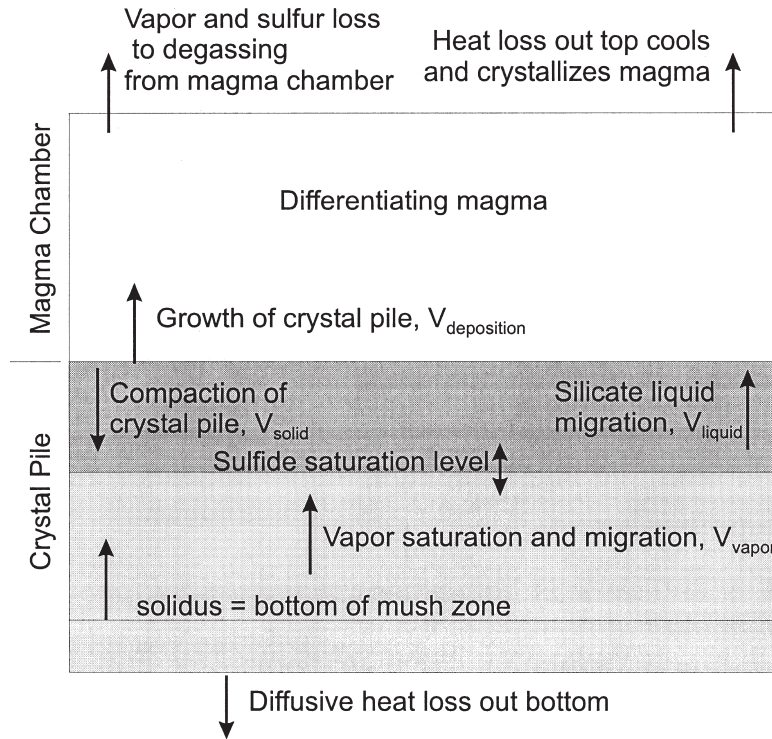 Vapor and sulfur loss
to degassing
from magma chamber
Heat loss out top cools
and crystallizes magma
Magma Chamber
Differentiating magma
Growth of crystal pile, Vdeposition
Crystal Pile
Compaction of
crystal pile, Vsolid
Silicate liquid
migration, Vliquid
Sulfide saturation level
Vapor saturation and migration, Vvapor
solidus = bottom of mush zone
Diffusive heat loss out bottom